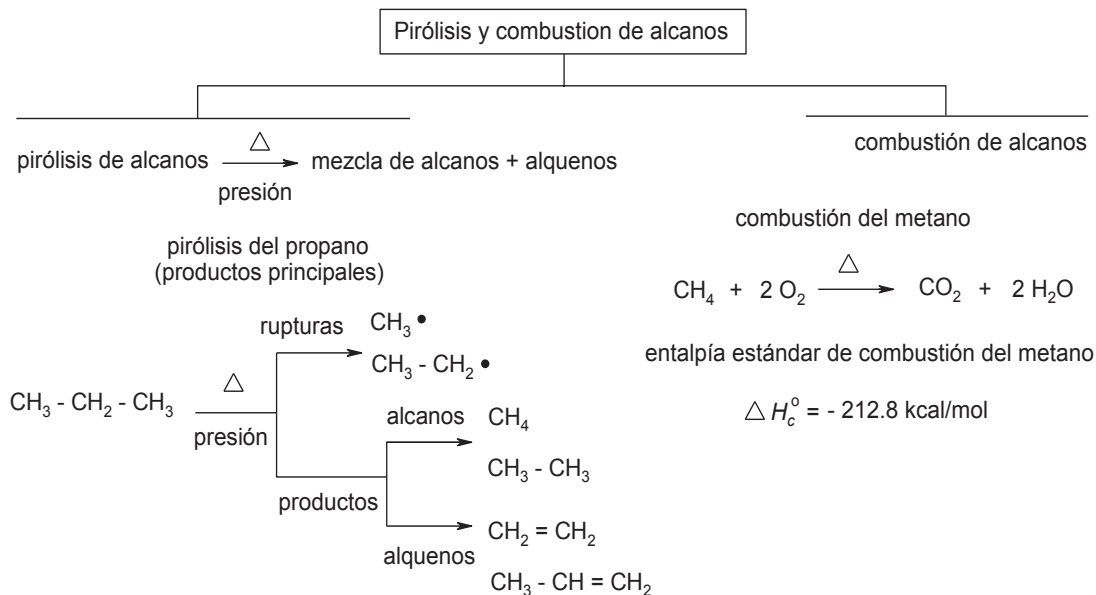 Pirólisis y combustion de alcanos
pirólisis de alcanos △ presión mezcla de alcanos + alquenos
pirólisis del propano
(productos principales)
CH₃ - CH₂ - CH₃ △ presión
rupturas
CH₃ •
CH₃ - CH₂ •
productos
alcanos
CH₄
CH₃ - CH₃
alquenos
CH₂ = CH₂
CH₃ - CH = CH₂
combustión de alcanos
combustión del metano
CH₄ + 2 O₂ △ CO₂ + 2 H₂O
entalpía estándar de combustión del metano
△ H_c^o = - 212.8 kcal/mol